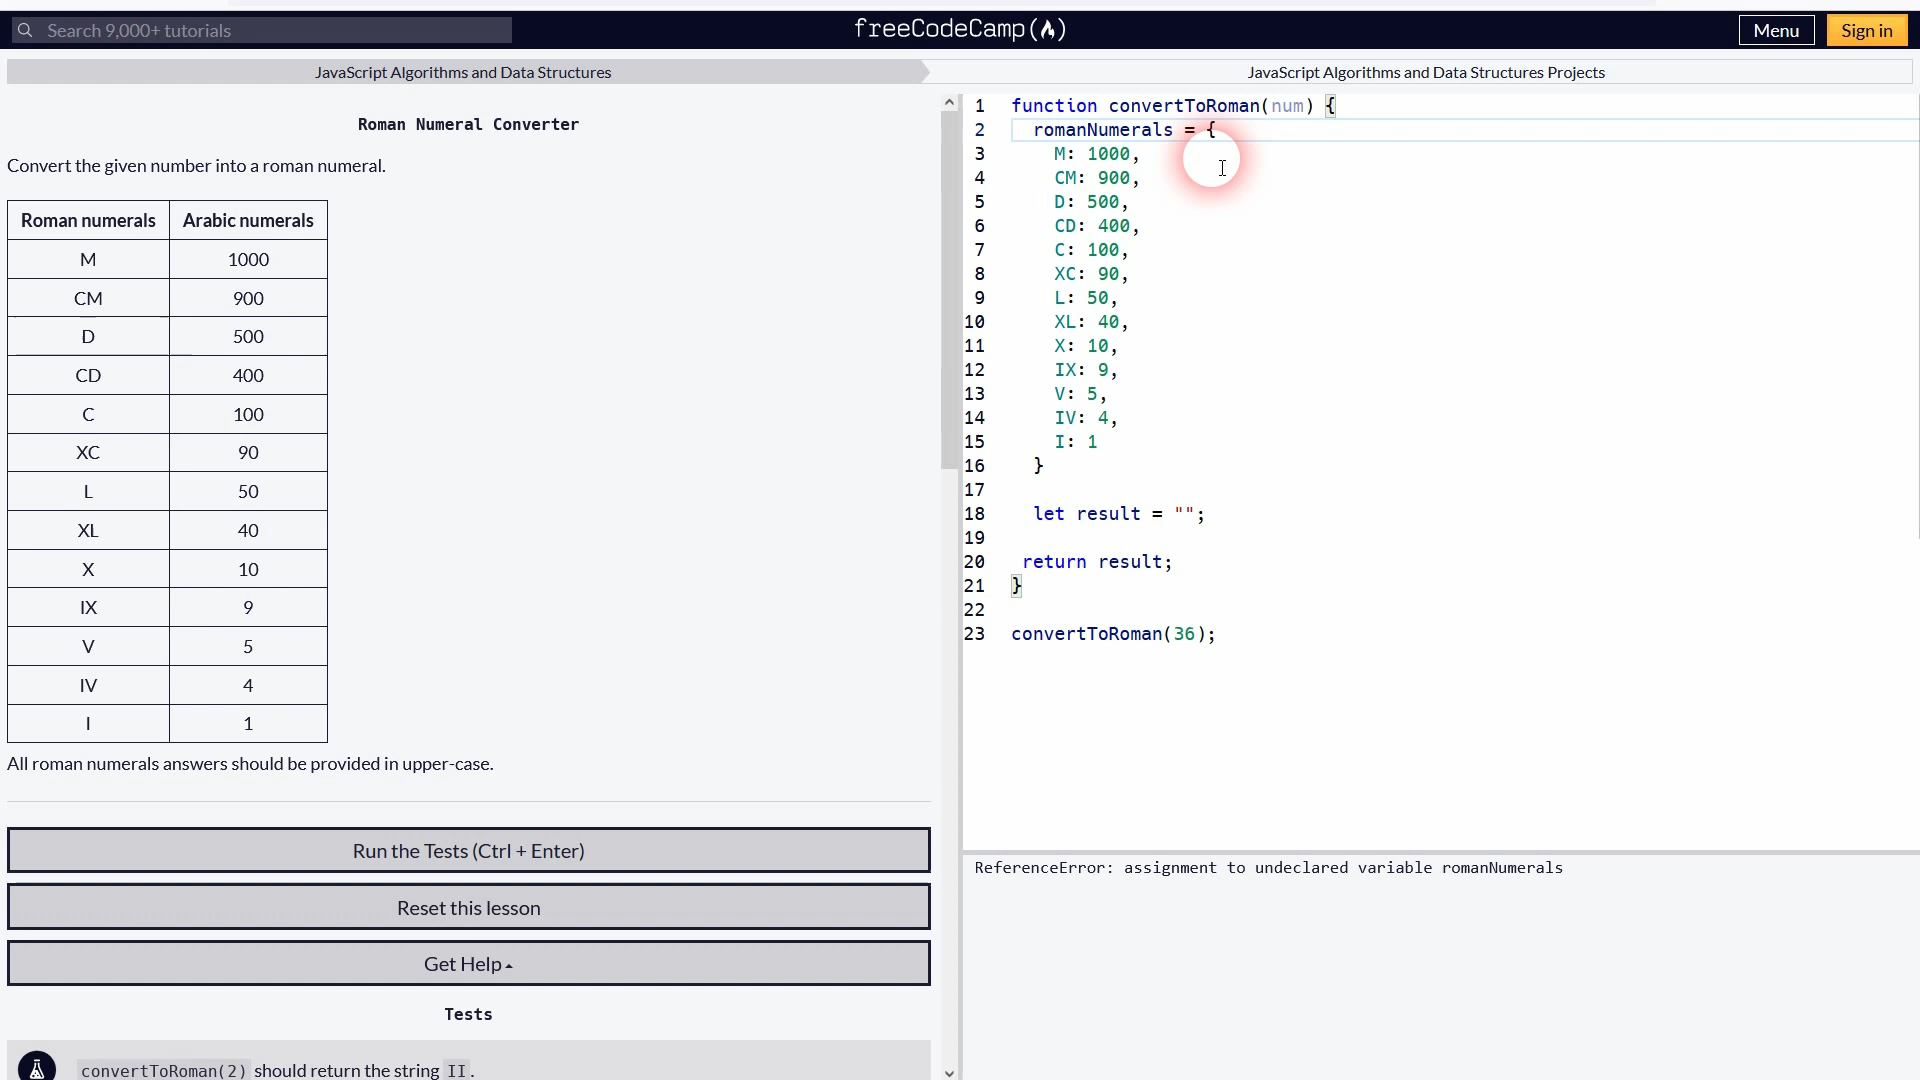 Search 9,000+ tutorials
freeCodeCamp
Menu
Sign in
JavaScript Algorithms and Data Structures
JavaScript Algorithms and Data Structures Projects
Roman Numeral Converter
Convert the given number into a roman numeral.
Roman numerals Arabic numerals
M 1000
CM 900
D 500
CD 400
C 100
XC 90
L 50
XL 40
X 10
IX 9
V 5
IV 4
I 1
All roman numerals answers should be provided in upper-case.
Run the Tests (Ctrl + Enter)
Reset this lesson
Get Help
Tests
convertToRoman(2) should return the string II.
1 function convertToRoman(num) {
2 romanNumerals = {
3 M: 1000,
4 CM: 900,
5 D: 500,
6 CD: 400,
7 C: 100,
8 XC: 90,
9 L: 50,
10 XL: 40,
11 X: 10,
12 IX: 9,
13 V: 5,
14 IV: 4,
15 I: 1
16 }
17
18 let result = "";
19
20 return result;
21 }
22
23 convertToRoman(36);
ReferenceError: assignment to undeclared variable romanNumerals